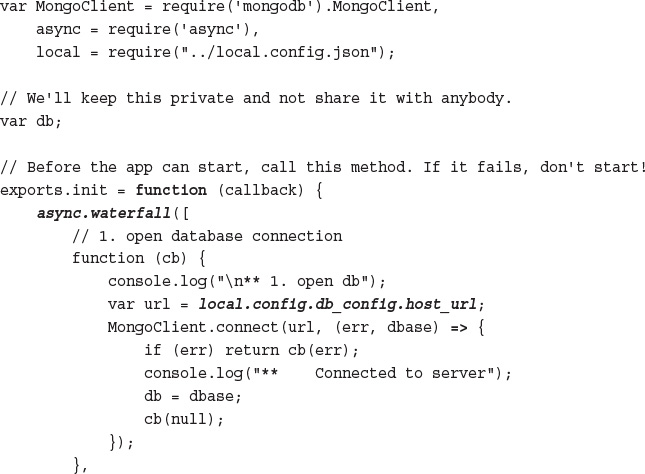 var MongoClient = require('mongodb').MongoClient,
    async = require('async'),
    local = require("../local.config.json");

// We'll keep this private and not share it with anybody.
var db;

// Before the app can start, call this method. If it fails, don't start!
exports.init = function (callback) {
    async.waterfall([
        // 1. open database connection
        function (cb) {
            console.log("\n** 1. open db");
            var url = local.config.db_config.host_url;
            MongoClient.connect(url, (err, dbase) => {
                if (err) return cb(err);
                console.log("**    Connected to server");
                db = dbase;
                cb(null);
            });
        },